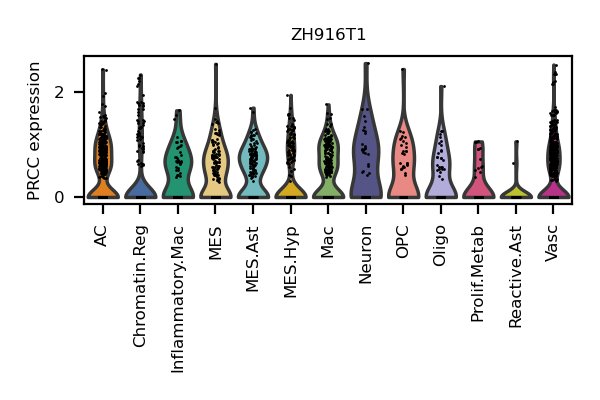 ZH916T1
PRCC expression
2
0
AC
Chromatin.Reg
Inflammatory.Mac
MES
MES.Ast
MES.Hyp
Mac
Neuron
OPC
Oligo
Prolif.Metab
Reactive.Ast
Vasc